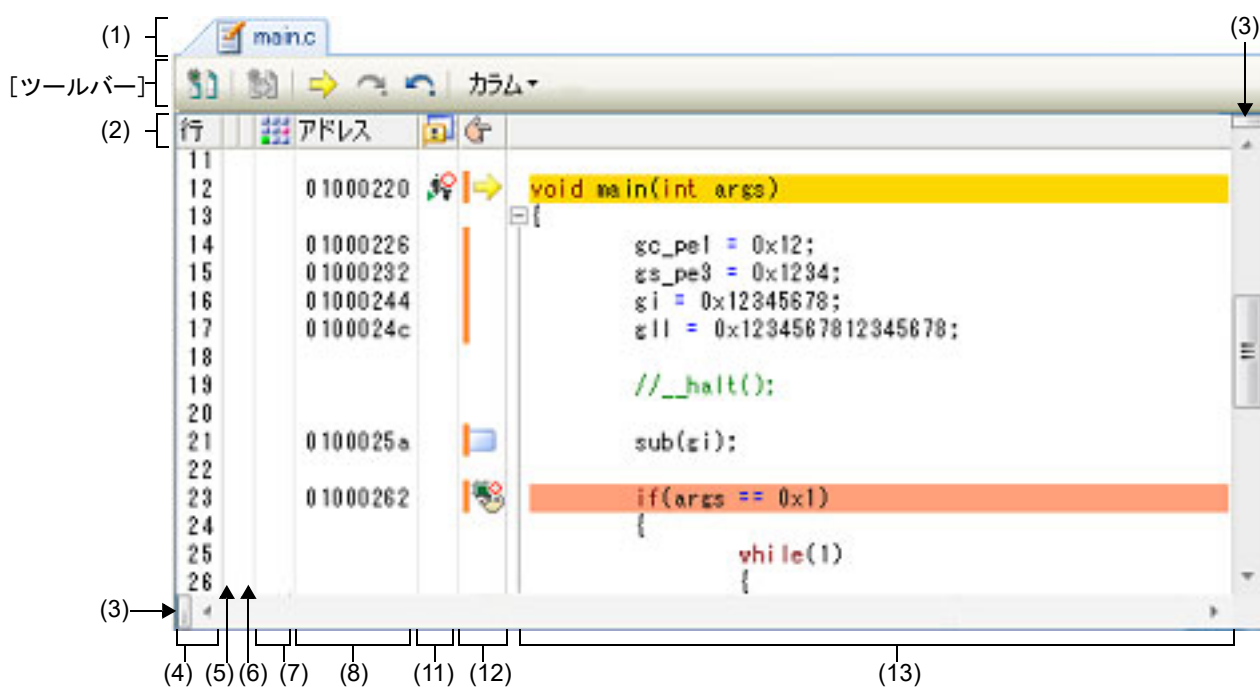 (1) main.c (3)
[ツールバー] カラム
(2) 行 アドレス
11
12 01000220 void main(int args)
13 {
14 01000226 gc_pe1 = 0x12;
15 01000232 gs_pe3 = 0x1234;
16 01000244 gi = 0x12345678;
17 0100024c gll = 0x1234567812345678;
18
19 //__halt();
20
21 0100025a sub(gi);
22
23 01000262 if(args == 0x1)
24 {
25 while(1)
26 {
(3)
(4) (5) (6) (7) (8) (11) (12) (13)